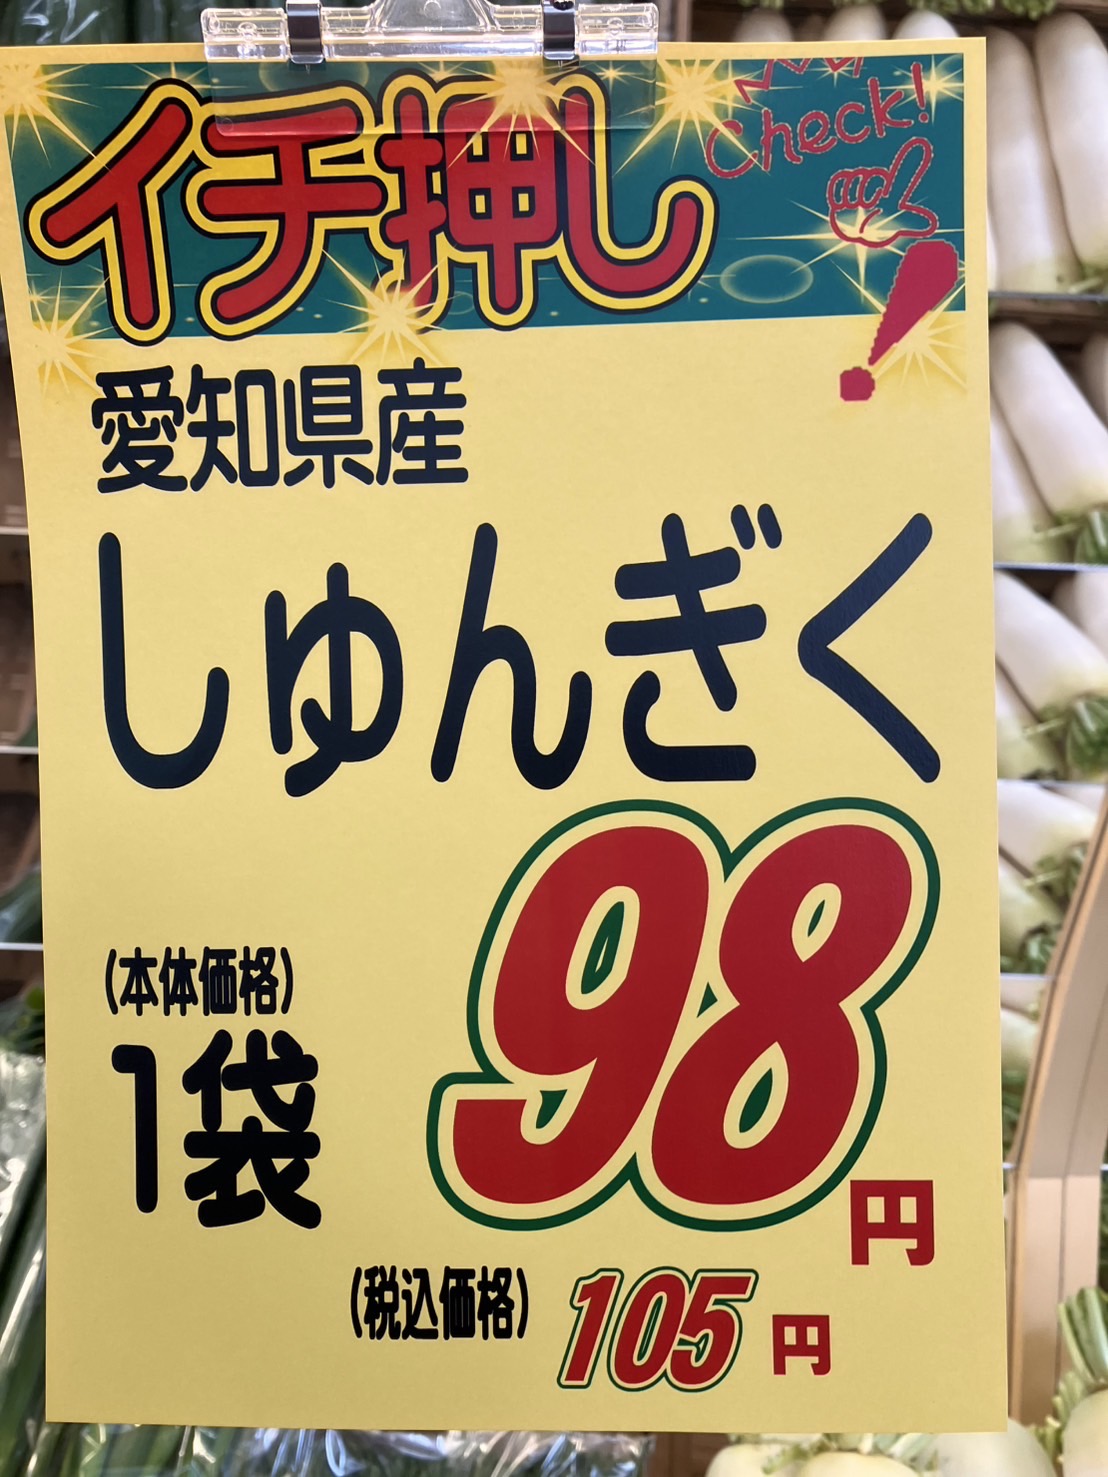 イチ押し
Check!
愛知県産
しゅんぎく
(本体価格)
1袋
98円
(税込価格) 105円